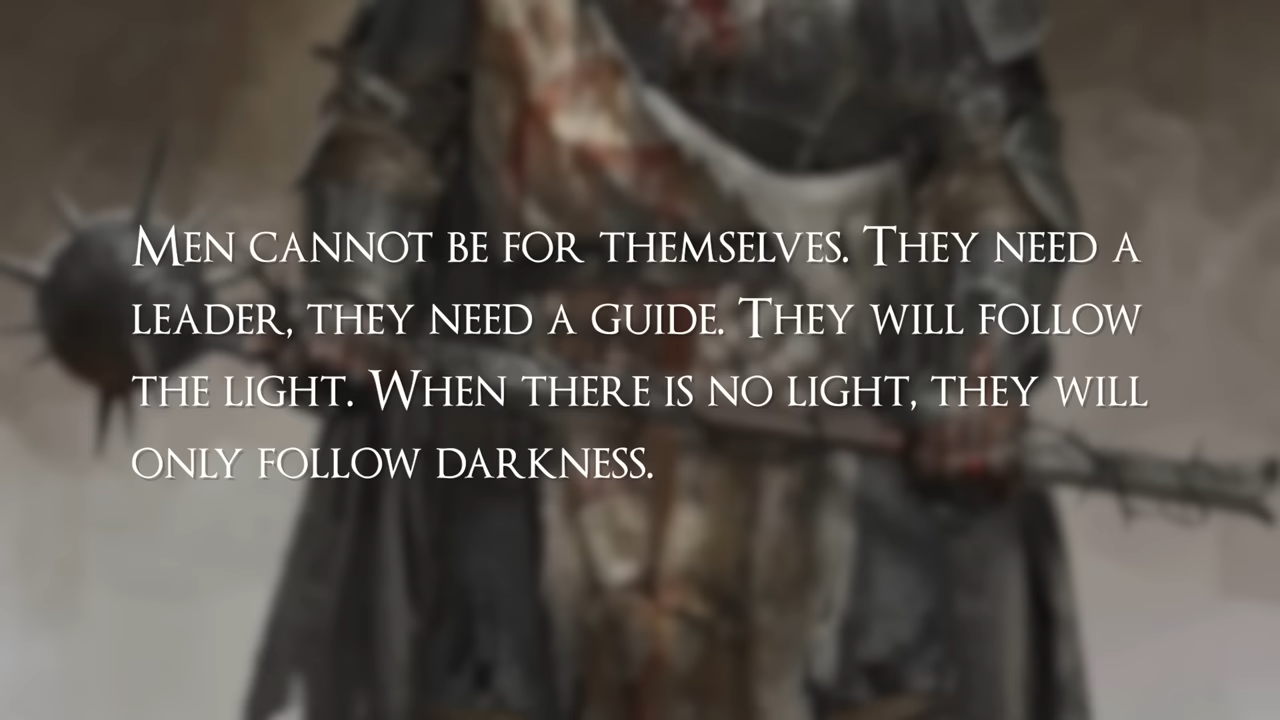 Men cannot be for themselves. They need a
leader, they need a guide. They will follow
the light. When there is no light, they will
only follow darkness.